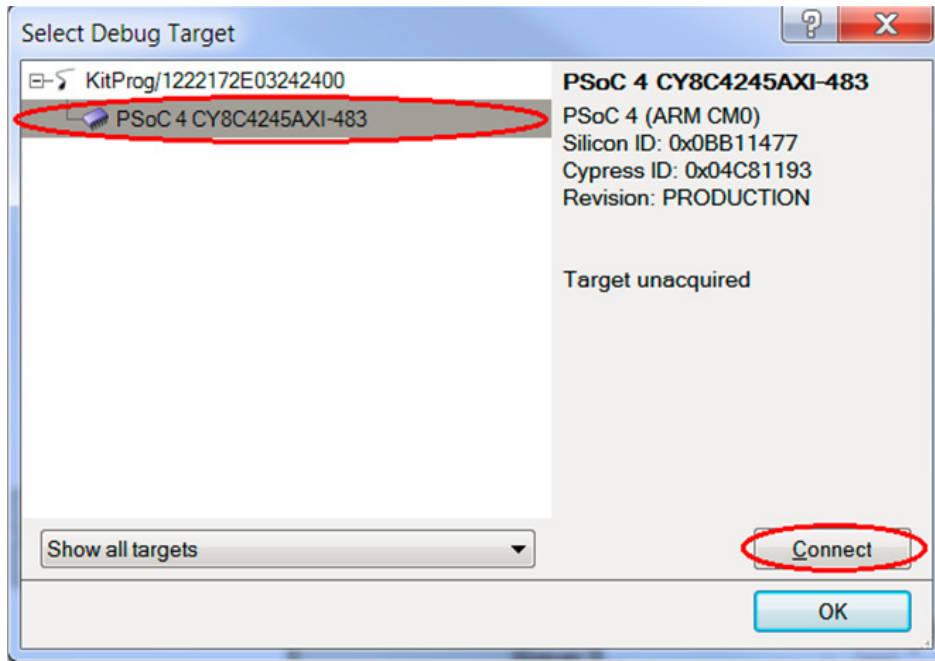 Select Debug Target
KitProg/1222172E03242400
PSoC 4 CY8C4245AXI-483
PSoC 4 CY8C4245AXI-483
PSoC 4 (ARM CM0)
Silicon ID: 0x0BB11477
Cypress ID: 0x04C81193
Revision: PRODUCTION
Target unacquired
Show all targets
Connect
OK